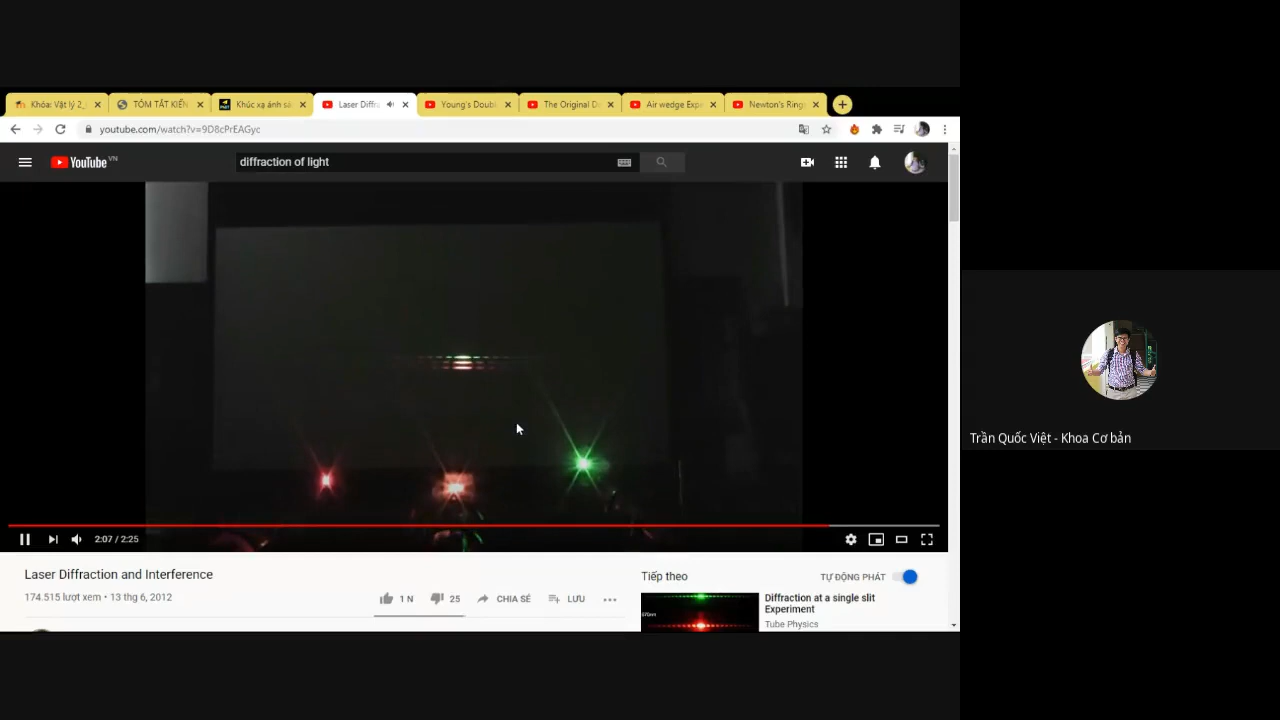 Khóa: Vật lý 2_
TÓM TẮT KIẾN
Khúc xạ ánh sá
Laser Diffra
Young's Doubl
The Original D
Air wedge Expe
Newton's Ring
youtube.com/watch?v=9D8cPrEAGyc
YouTube VN
diffraction of light
2:07 / 2:25
Laser Diffraction and Interference
174.515 lượt xem • 13 thg 6, 2012
1 N
25
CHIA SẺ
LƯU
Tiếp theo
TỰ ĐỘNG PHÁT
Diffraction at a single slit
Experiment
Tube Physics
Trần Quốc Việt - Khoa Cơ bản